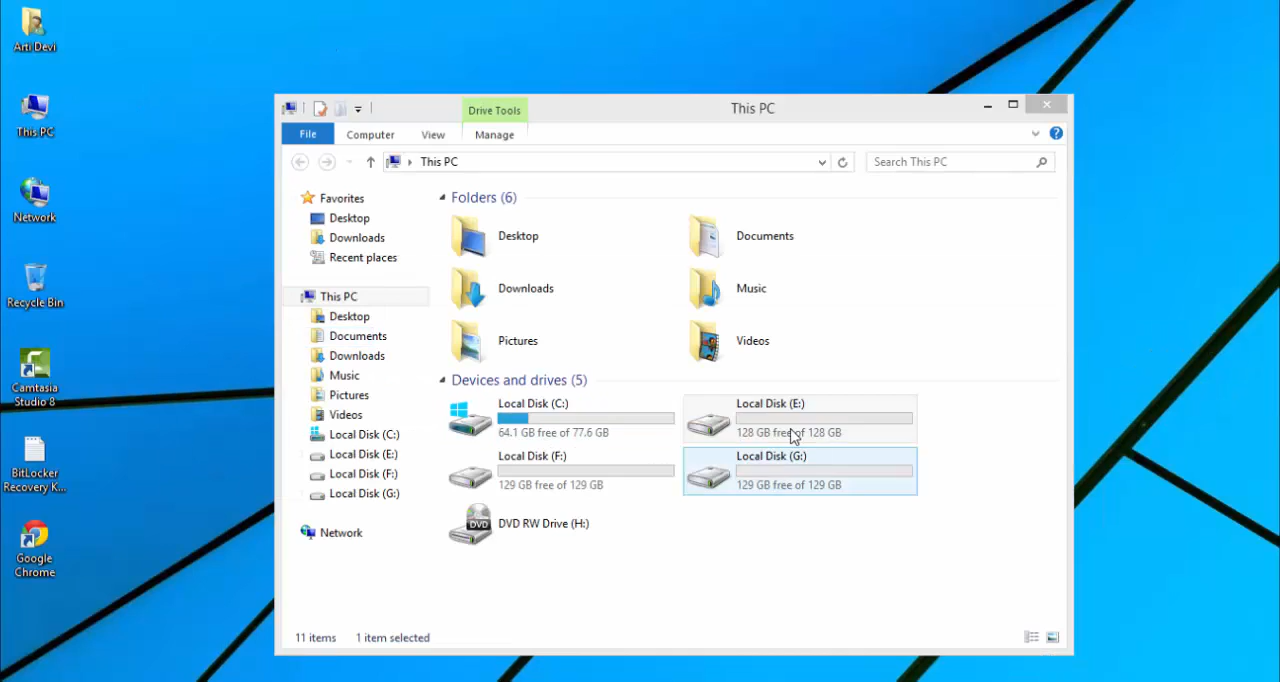 Arti Devi
This PC
Network
Recycle Bin
Camtasia
Studio 8
BitLocker
Recovery K...
Google
Chrome
Drive Tools
This PC
File
Computer
View
Manage
This PC
Search This PC
Favorites
Desktop
Downloads
Recent places
This PC
Desktop
Documents
Downloads
Music
Pictures
Videos
Local Disk (C:)
Local Disk (E:)
Local Disk (F:)
Local Disk (G:)
Network
Folders (6)
Desktop
Documents
Downloads
Music
Pictures
Videos
Devices and drives (5)
Local Disk (C:)
64.1 GB free of 77.6 GB
Local Disk (E:)
128 GB free of 128 GB
Local Disk (F:)
129 GB free of 129 GB
Local Disk (G:)
129 GB free of 129 GB
DVD
DVD RW Drive (H:)
11 items
1 item selected